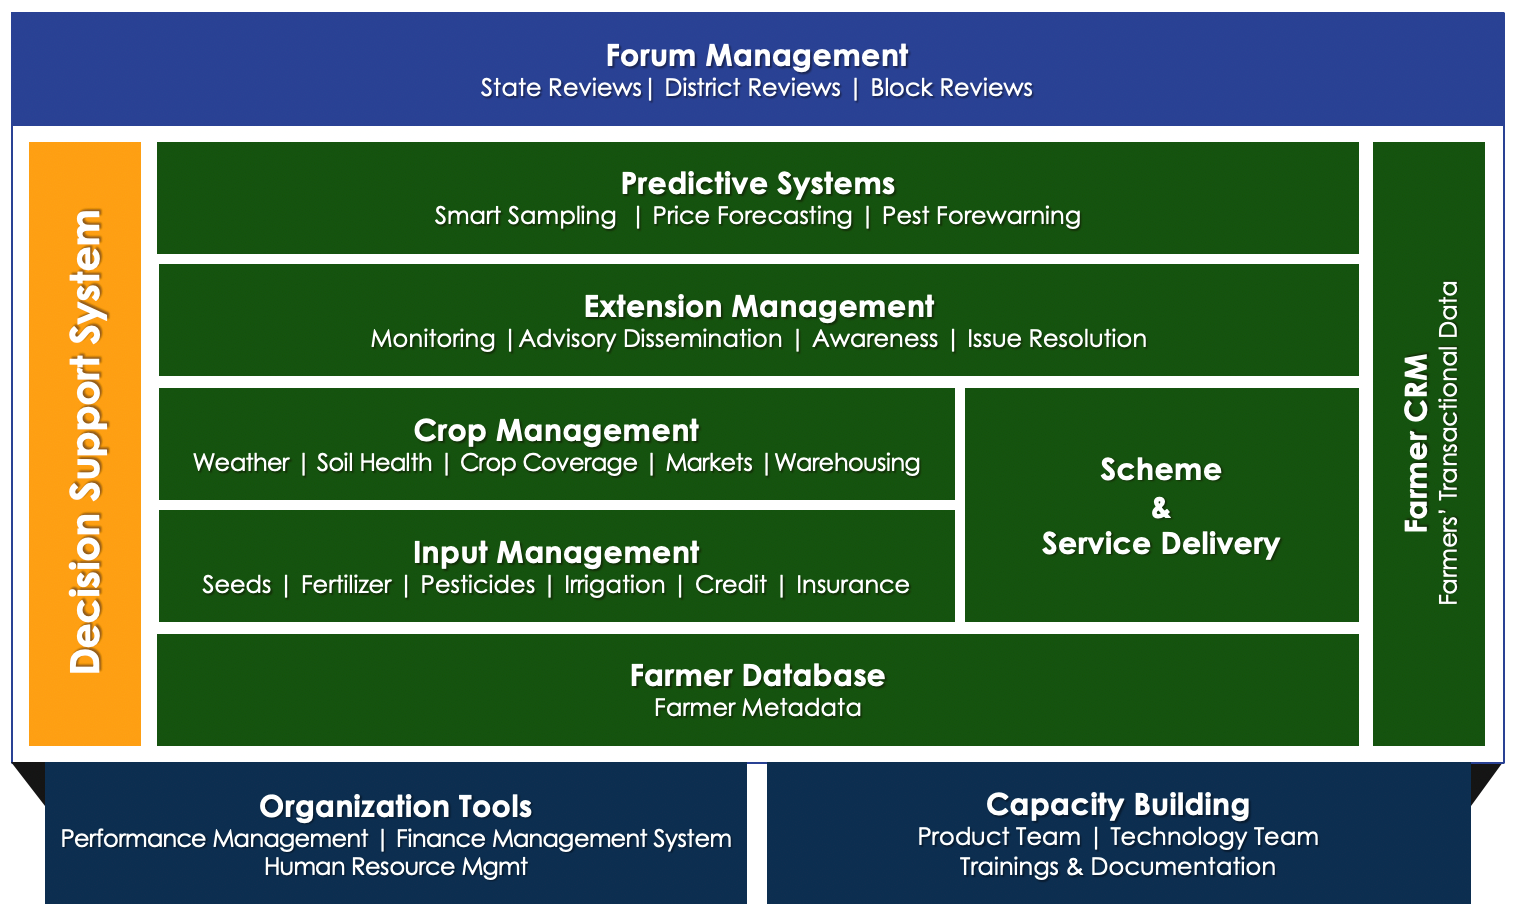 Forum Management
State Reviews| District Reviews | Block Reviews
Decision Support System
Predictive Systems
Smart Sampling | Price Forecasting | Pest Forewarning
Extension Management
Monitoring |Advisory Dissemination | Awareness | Issue Resolution
Crop Management
Weather | Soil Health | Crop Coverage | Markets |Warehousing
Input Management
Seeds | Fertilizer | Pesticides | Irrigation | Credit | Insurance
Scheme
&
Service Delivery
Farmer Database
Farmer Metadata
Farmer CRM
Farmers’ Transactional Data
Organization Tools
Performance Management | Finance Management System
Human Resource Mgmt
Capacity Building
Product Team | Technology Team
Trainings & Documentation